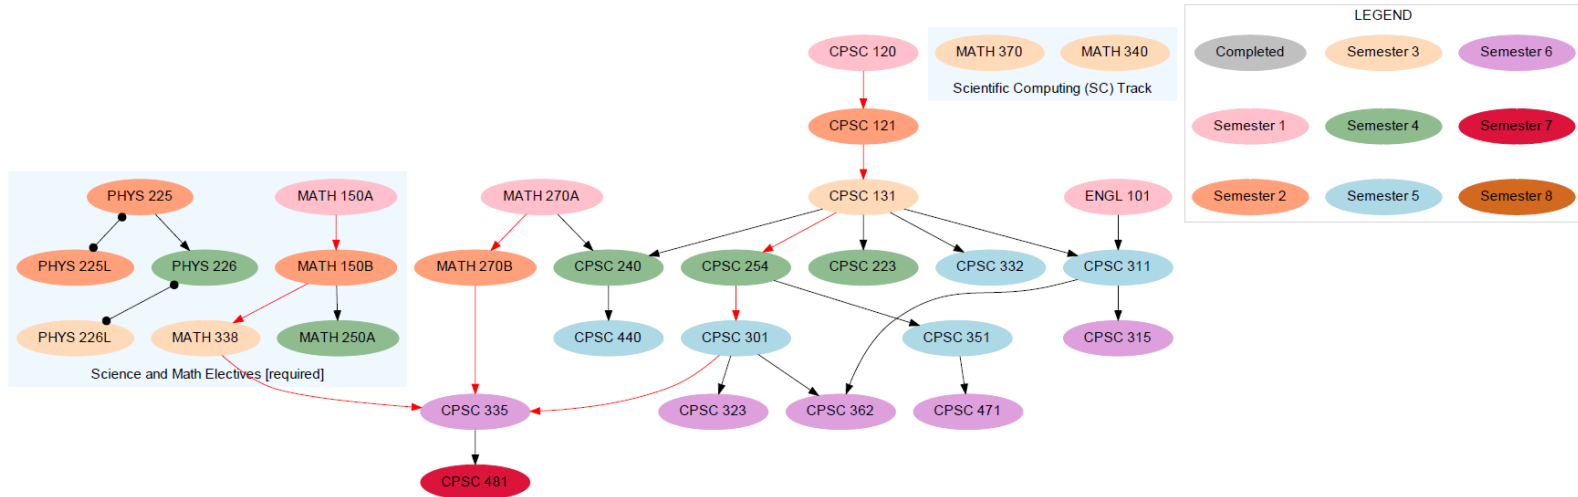 LEGEND
CPSC 120
MATH 370
MATH 340
Completed
Semester 3
Semester 6
Scientific Computing (SC) Track
CPSC 121
Semester 1
Semester 4
Semester 7
PHYS 225
MATH 150A
MATH 270A
CPSC 131
ENGL 101
Semester 2
Semester 5
Semester 8
PHYS 225L
PHYS 226
MATH 150B
MATH 270B
CPSC 240
CPSC 254
CPSC 223
CPSC 332
CPSC 311
PHYS 226L
MATH 338
MATH 250A
CPSC 440
CPSC 301
CPSC 351
CPSC 315
Science and Math Electives [required]
CPSC 335
CPSC 323
CPSC 362
CPSC 471
CPSC 481